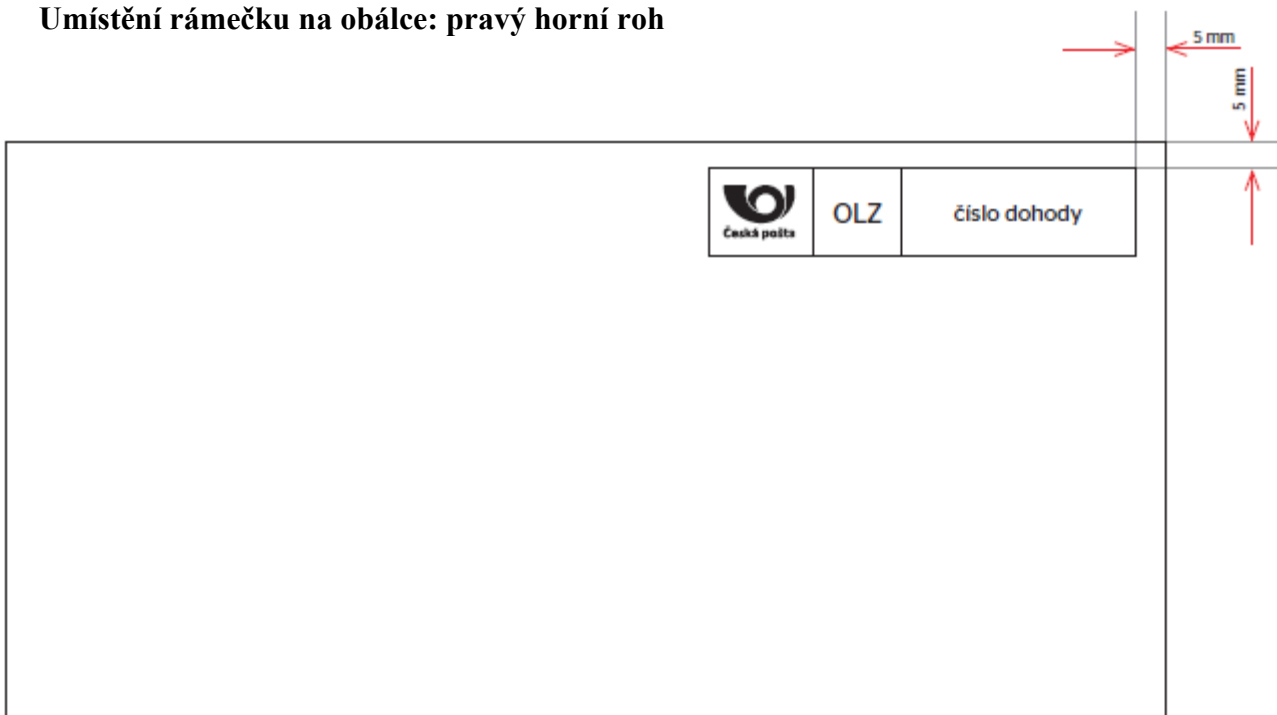 Umístění rámečku na obálce: pravý horní roh
5 mm
5 mm
Česká pošta
OLZ
číslo dohody